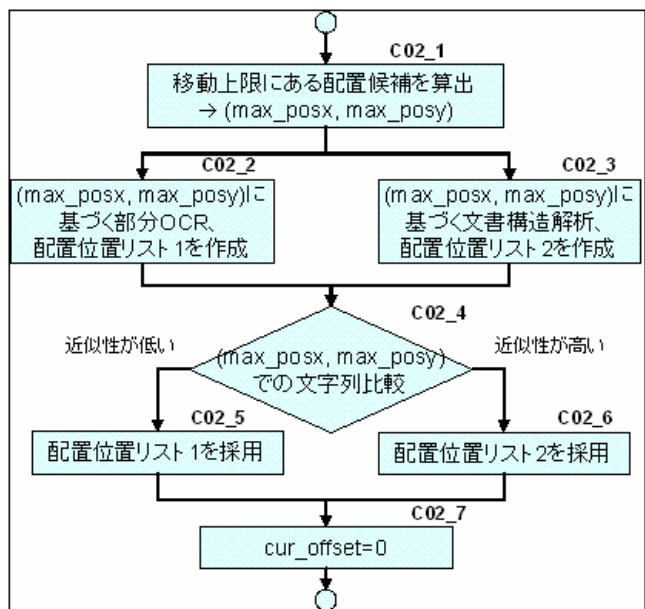 C02_1
移動上限にある配置候補を算出
→ (max_posx, max_posy)
C02_2
(max_posx, max_posy)に
基づく部分OCR、
配置位置リスト1を作成
C02_3
(max_posx, max_posy)に
基づく文書構造解析、
配置位置リスト2を作成
C02_4
近似性が低い
(max_posx, max_posy)
での文字列比較
近似性が高い
C02_5
配置位置リスト1を採用
C02_6
配置位置リスト2を採用
C02_7
cur_offset=0